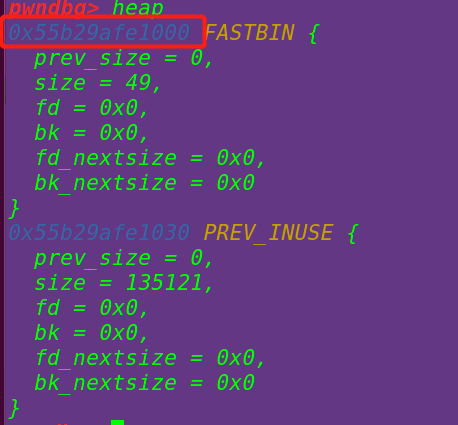 pwndbg> heap
0x55b29afe1000 FASTBIN {
  prev_size = 0,
  size = 49,
  fd = 0x0,
  bk = 0x0,
  fd_nextsize = 0x0,
  bk_nextsize = 0x0
}
0x55b29afe1030 PREV_INUSE {
  prev_size = 0,
  size = 135121,
  fd = 0x0,
  bk = 0x0,
  fd_nextsize = 0x0,
  bk_nextsize = 0x0
}